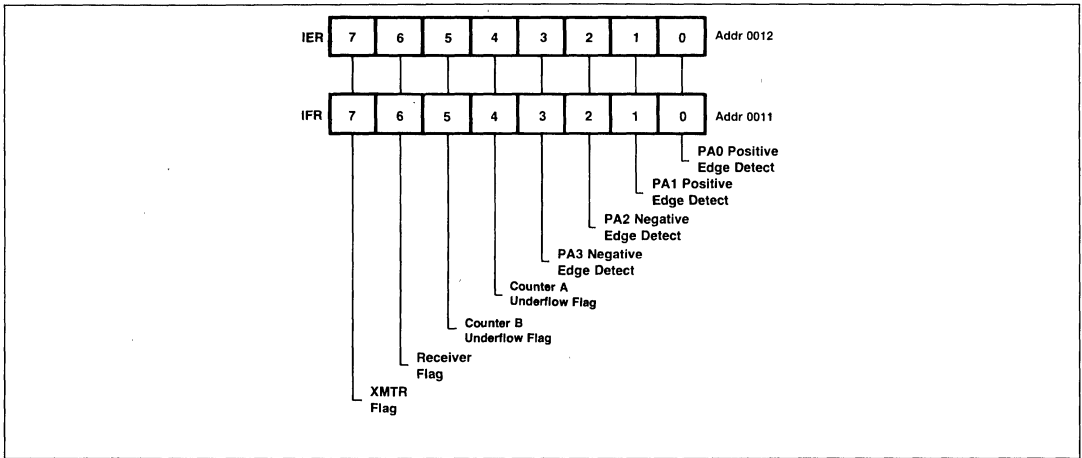 IER 7 6 5 4 3 2 1 0 Addr 0012
IFR 7 6 5 4 3 2 1 0 Addr 0011
PA0 Positive
Edge Detect
PA1 Positive
Edge Detect
PA2 Negative
Edge Detect
PA3 Negative
Edge Detect
Counter A
Underflow Flag
Counter B
Underflow Flag
Receiver
Flag
XMTR
Flag